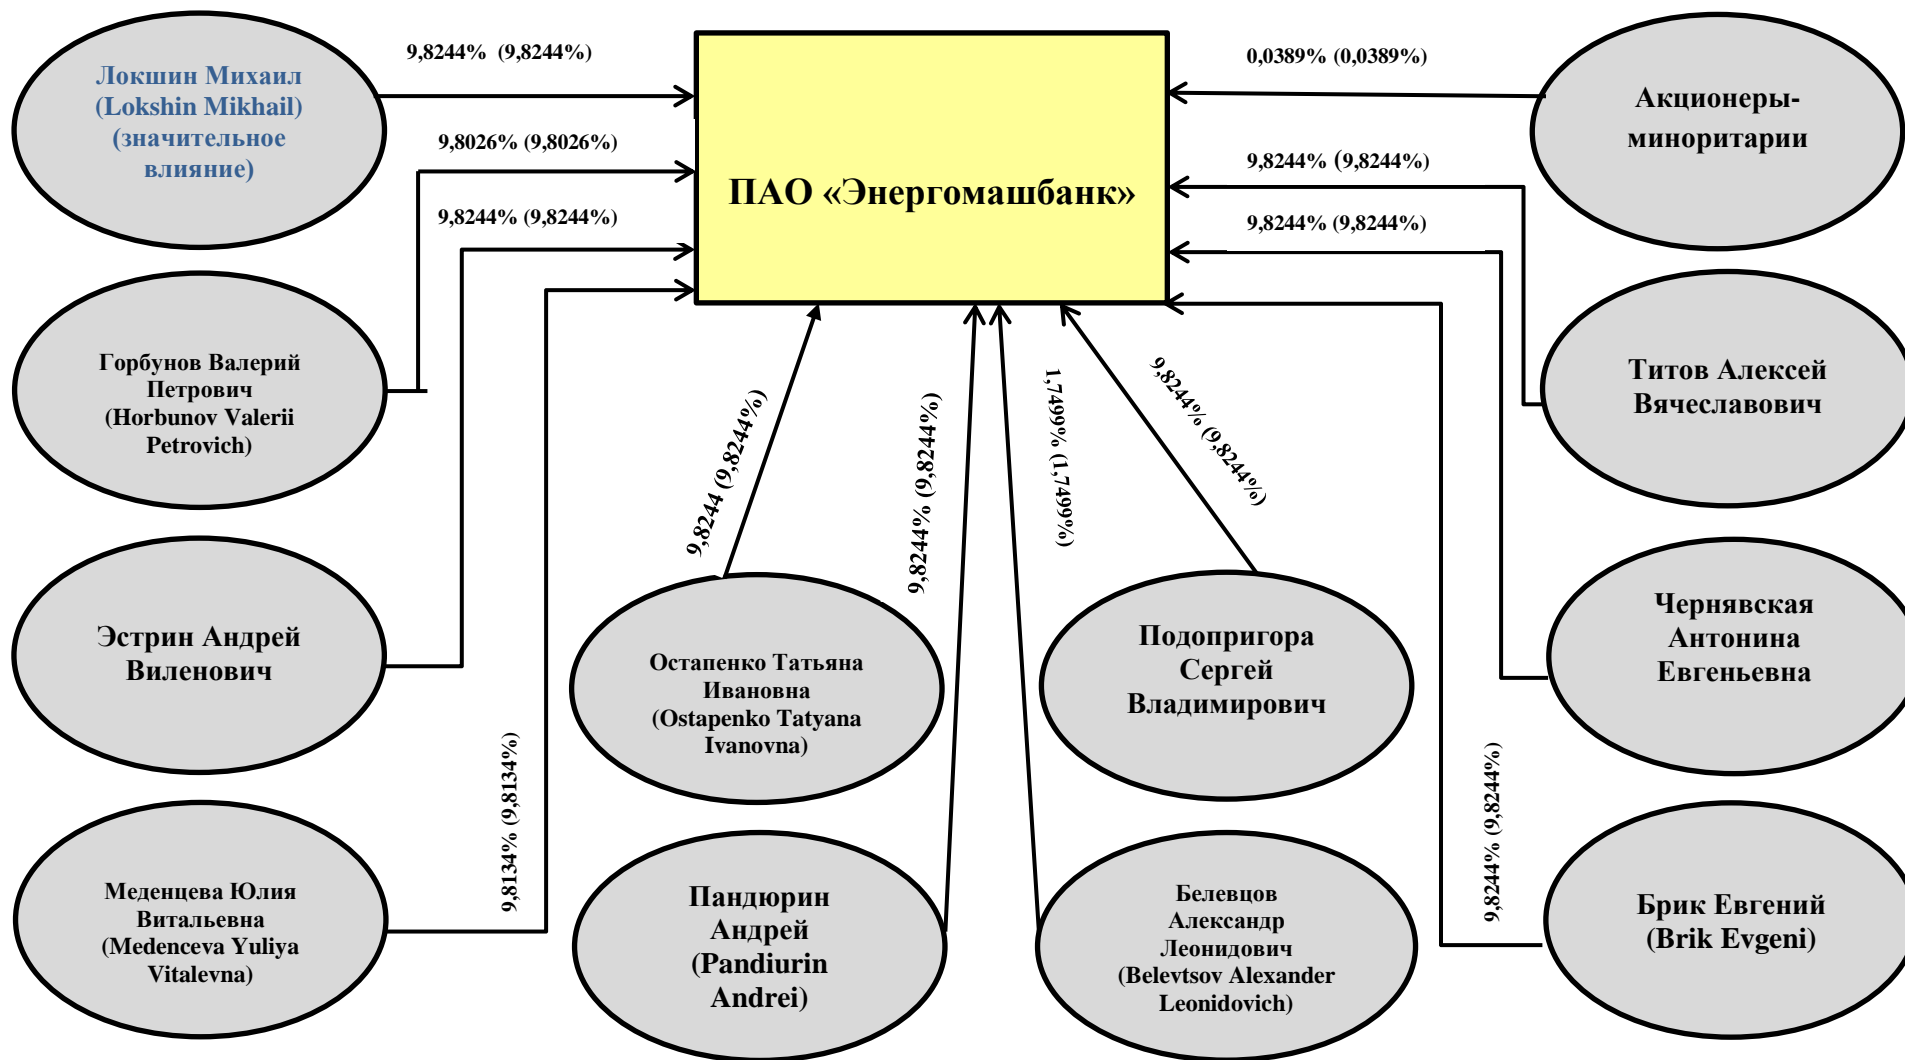 Локшин Михаил
(Lokshin Mikhail)
(значительное
влияние)
9,8244%  (9,8244%)
9,8026% (9,8026%)
9,8244% (9,8244%)
ПАО «Энергомашбанк»
0,0389% (0,0389%)
9,8244% (9,8244%)
9,8244% (9,8244%)
Акционеры-
миноритарии
Горбунов Валерий
Петрович
(Horbunov Valerii
Petrovich)
Титов Алексей
Вячеславович
9,8244 (9,8244%)
9,8244% (9,8244%)
1,7499% (1,7499%)
9,8244% (9,8244%)
Эстрин Андрей
Виленович
Остапенко Татьяна
Ивановна
(Ostapenko Tatyana
Ivanovna)
Подопригора
Сергей
Владимирович
Чернявская
Антонина
Евгеньевна
9,8134% (9,8134%)
9,8244% (9,8244%)
Меденцева Юлия
Витальевна
(Medenceva Yuliya
Vitalevna)
Пандюрин
Андрей
(Pandiurin
Andrei)
Белевцов
Александр
Леонидович
(Belevtsov Alexander
Leonidovich)
Брик Евгений
(Brik Evgeni)